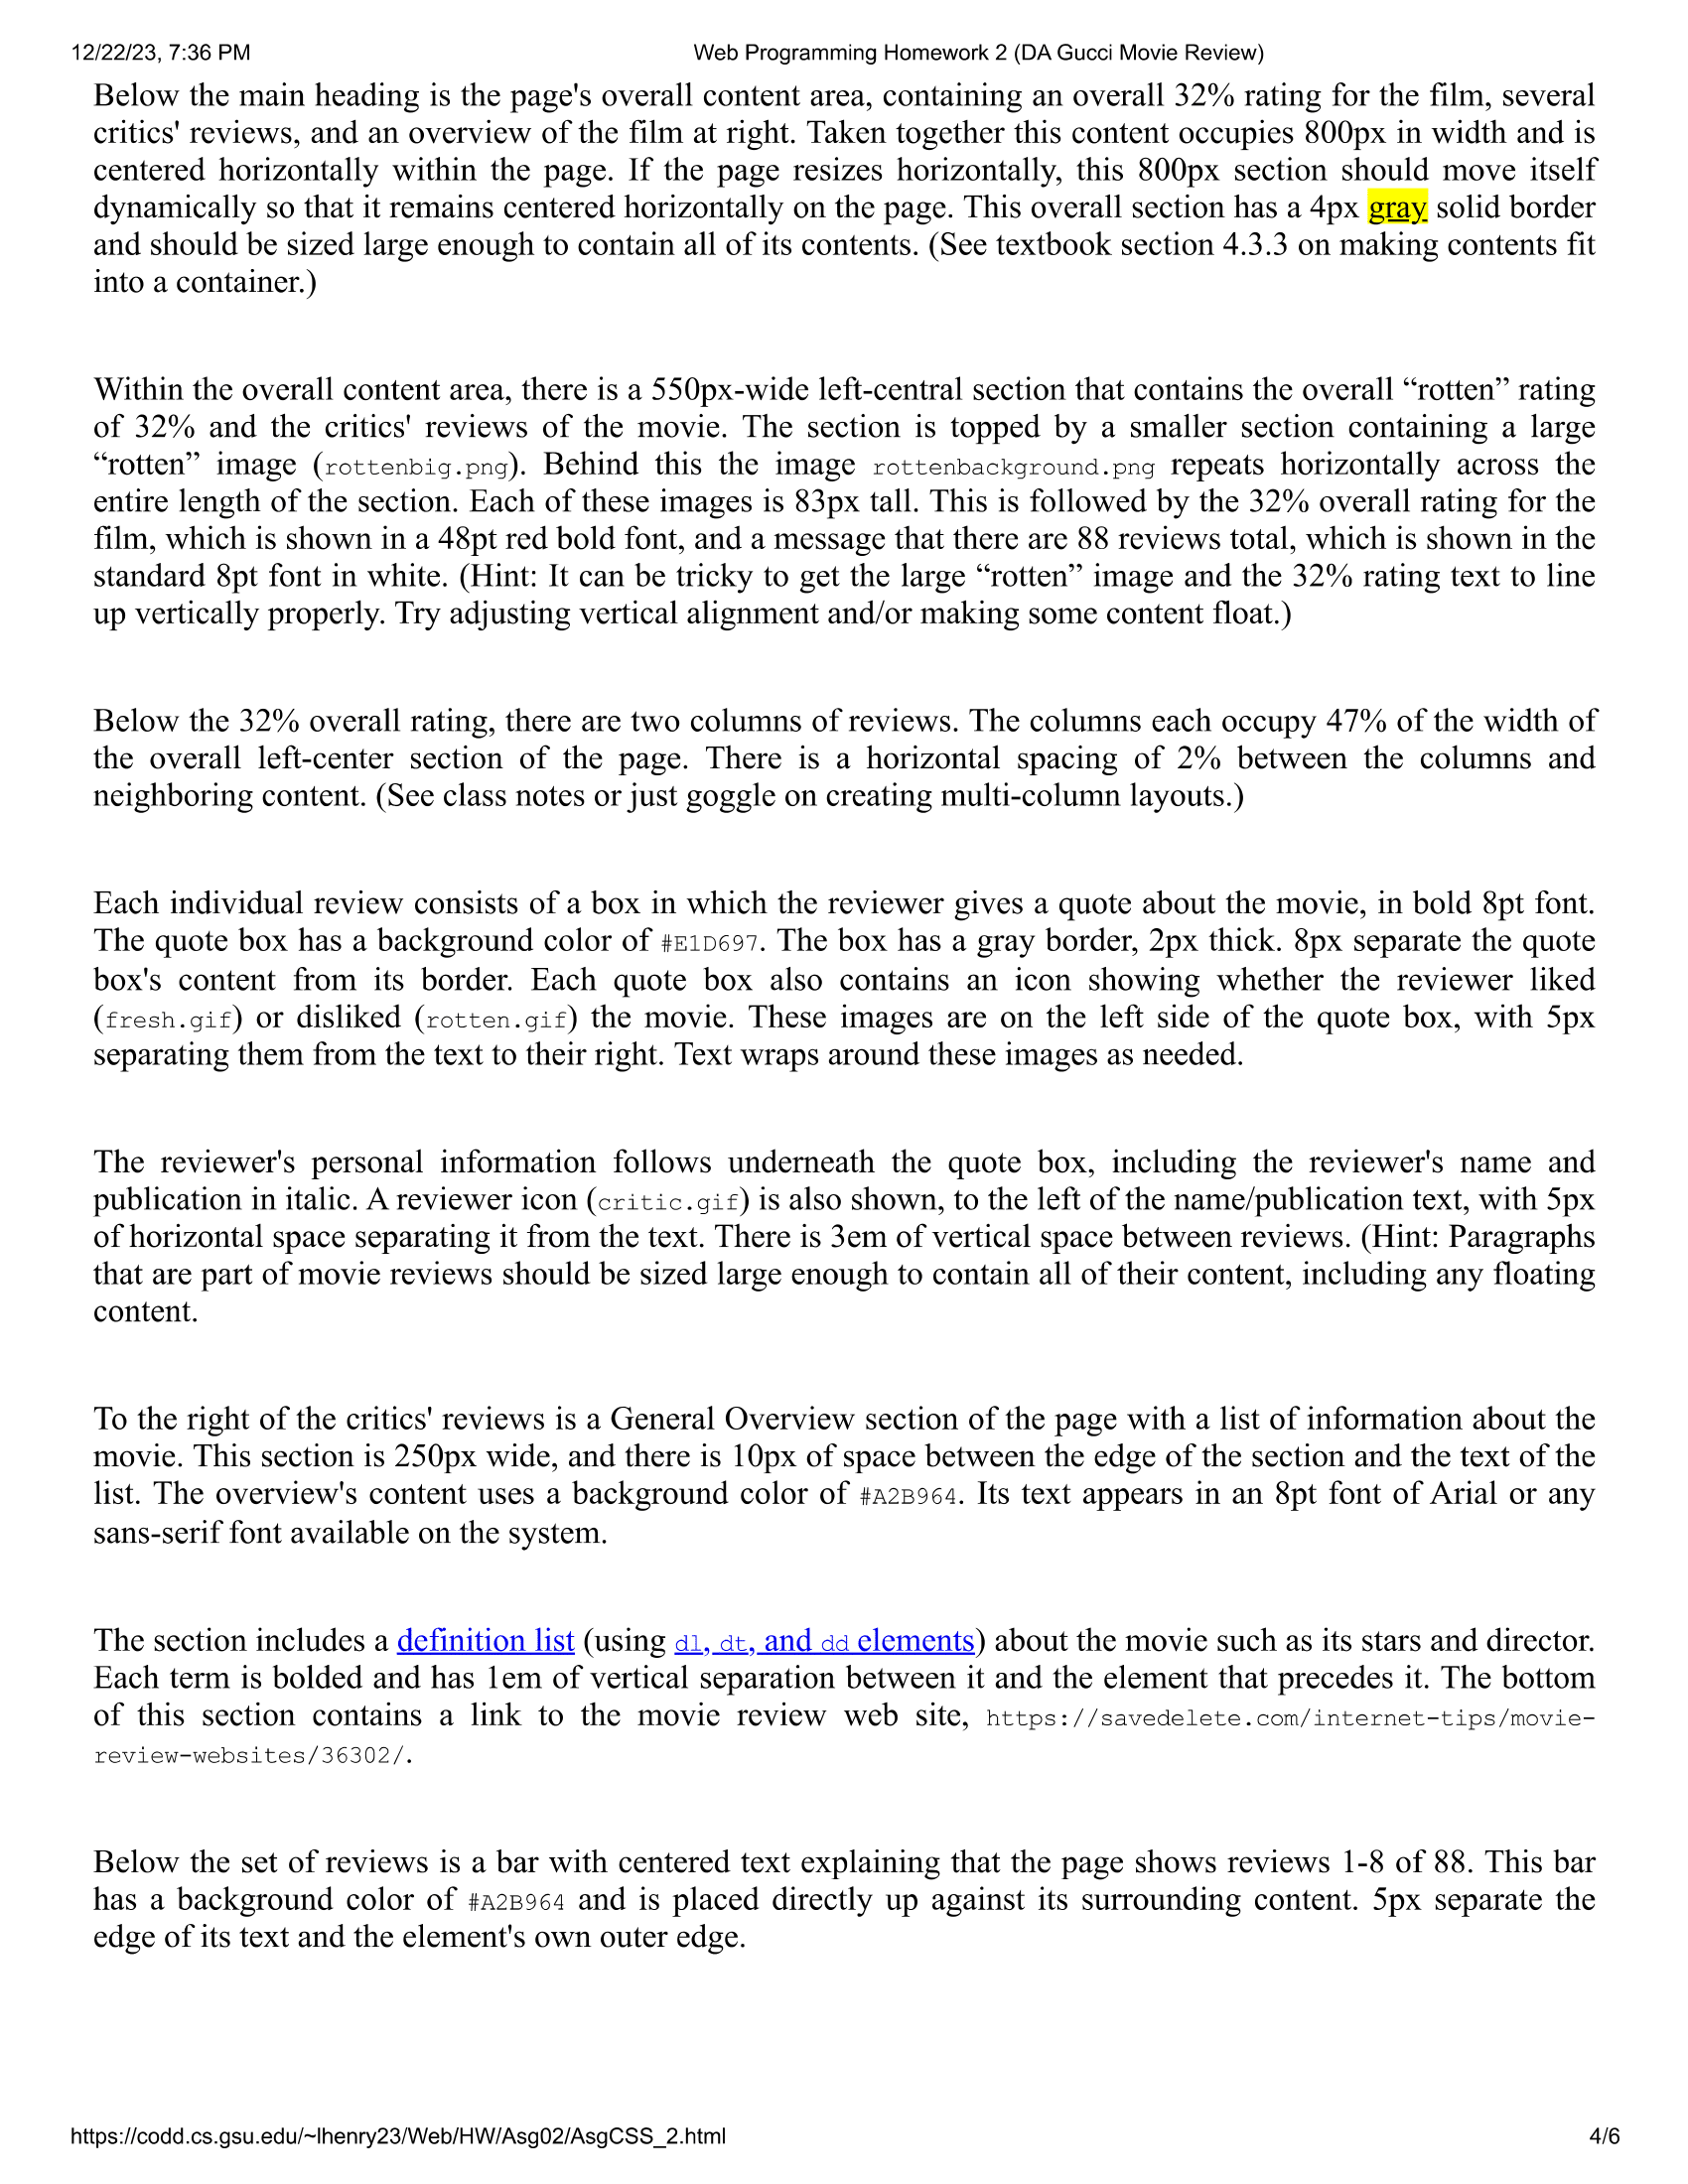 12/22/23, 7:36 PM Web Programming Homework 2 (DA Gucci Movie Review)
Below the main heading is the page's overall content area, containing an overall 32% rating for the film, several
critics' reviews, and an overview of the film at right. Taken together this content occupies 800px in width and is
centered horizontally within the page. If the page resizes horizontally, this 800px section should move itself
dynamically so that it remains centered horizontally on the page. This overall section has a 4px gray solid border
and should be sized large enough to contain all of its contents. (See textbook section 4.3.3 on making contents fit
into a container.)
Within the overall content area, there is a 550px-wide left-central section that contains the overall “rotten” rating
of 32% and the critics' reviews of the movie. The section is topped by a smaller section containing a large
“rotten” image (rottenbig.png). Behind this the image rottenbackground.png repeats horizontally across the
entire length of the section. Each of these images is 83px tall. This is followed by the 32% overall rating for the
film, which is shown in a 48pt red bold font, and a message that there are 88 reviews total, which is shown in the
standard 8pt font in white. (Hint: It can be tricky to get the large “rotten” image and the 32% rating text to line
up vertically properly. Try adjusting vertical alignment and/or making some content float.)
Below the 32% overall rating, there are two columns of reviews. The columns each occupy 47% of the width of
the overall left-center section of the page. There is a horizontal spacing of 2% between the columns and
neighboring content. (See class notes or just goggle on creating multi-column layouts.)
Each individual review consists of a box in which the reviewer gives a quote about the movie, in bold 8pt font.
The quote box has a background color of #E1D697. The box has a gray border, 2px thick. 8px separate the quote
box's content from its border. Each quote box also contains an icon showing whether the reviewer liked
(fresh.gif) or disliked (rotten.gif) the movie. These images are on the left side of the quote box, with 5px
separating them from the text to their right. Text wraps around these images as needed.
The reviewer's personal information follows underneath the quote box, including the reviewer's name and
publication in italic. A reviewer icon (critic.gif) is also shown, to the left of the name/publication text, with 5px
of horizontal space separating it from the text. There is 3em of vertical space between reviews. (Hint: Paragraphs
that are part of movie reviews should be sized large enough to contain all of their content, including any floating
content.
To the right of the critics' reviews is a General Overview section of the page with a list of information about the
movie. This section is 250px wide, and there is 10px of space between the edge of the section and the text of the
list. The overview's content uses a background color of #A2B964. Its text appears in an 8pt font of Arial or any
sans-serif font available on the system.
The section includes a definition list (using dl, dt, and dd elements) about the movie such as its stars and director.
Each term is bolded and has 1em of vertical separation between it and the element that precedes it. The bottom
of this section contains a link to the movie review web site, https://savedelete.com/internet-tips/movie-
review-websites/36302/.
Below the set of reviews is a bar with centered text explaining that the page shows reviews 1-8 of 88. This bar
has a background color of #A2B964 and is placed directly up against its surrounding content. 5px separate the
edge of its text and the element's own outer edge.
https://codd.cs.gsu.edu/~lhenry23/Web/HW/Asg02/AsgCSS_2.html 4/6